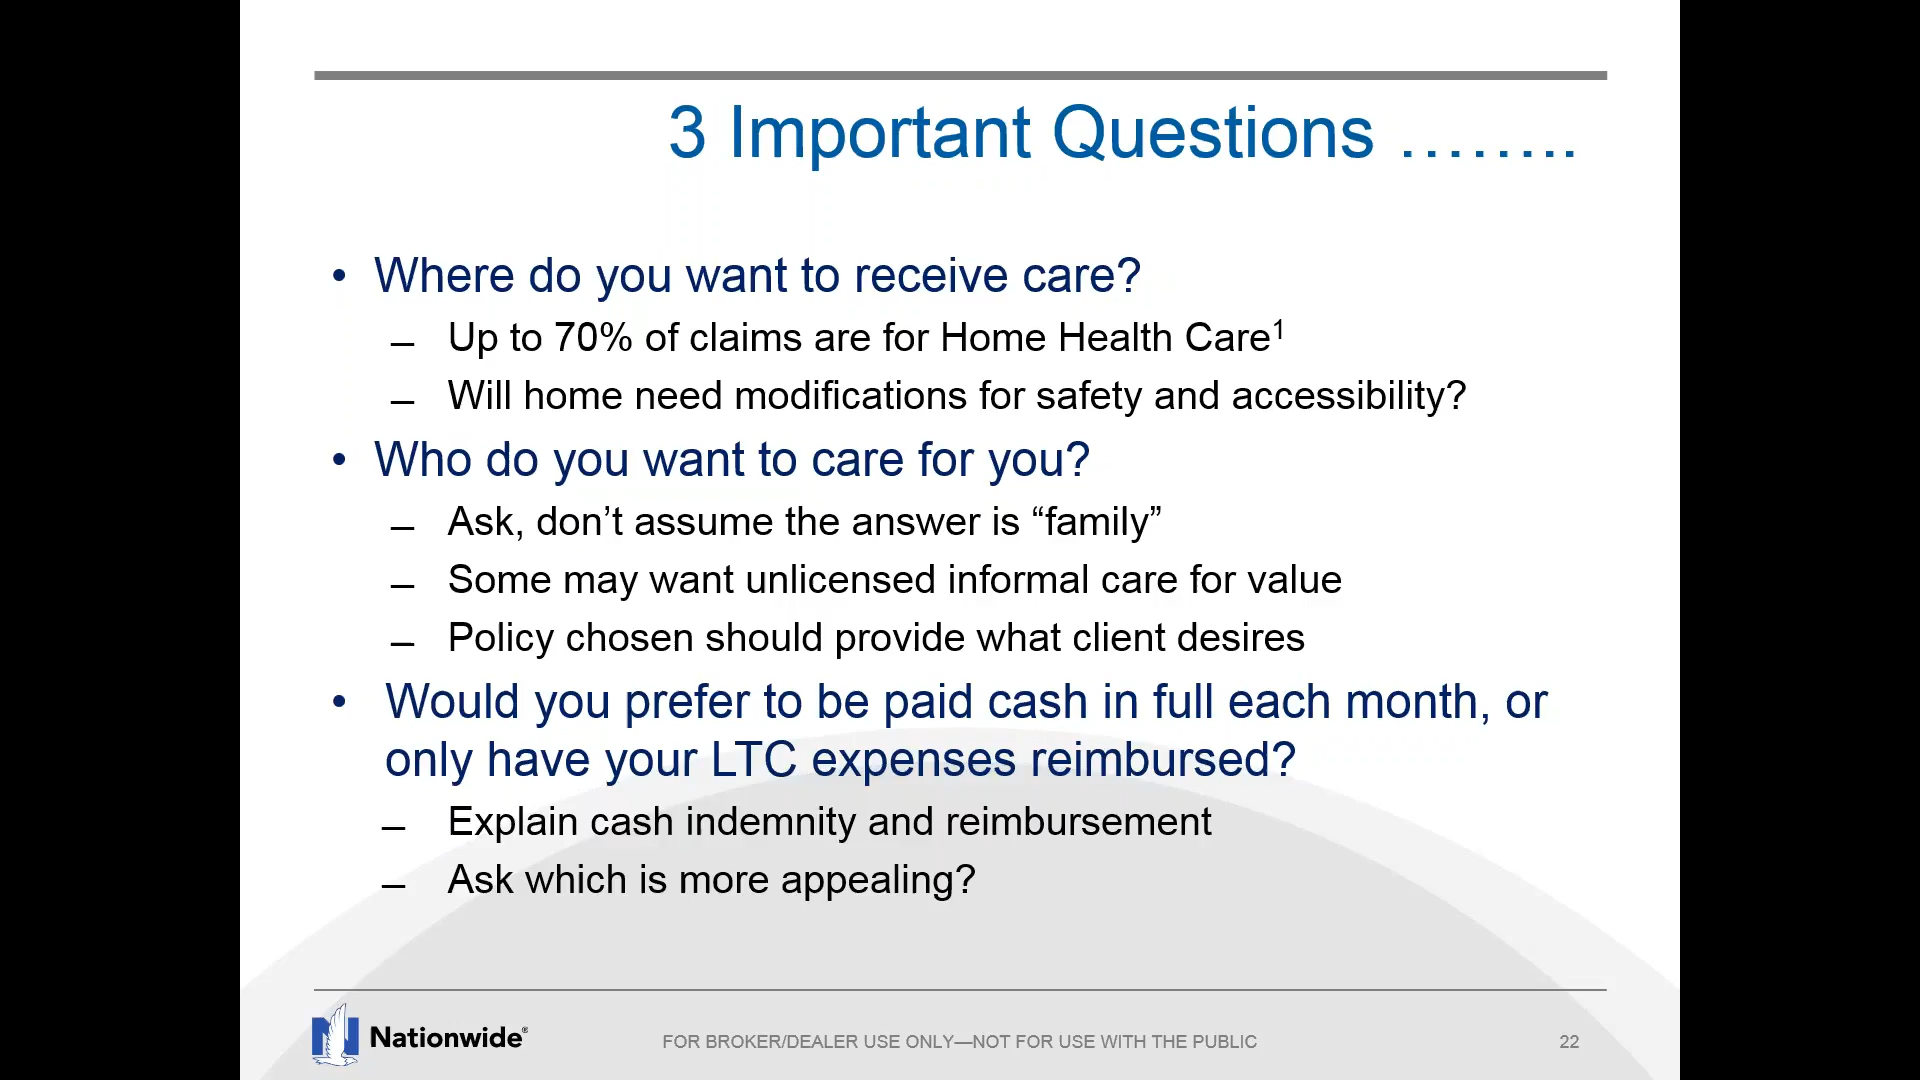 3 Important Questions ........
• Where do you want to receive care?
– Up to 70% of claims are for Home Health Care¹
– Will home need modifications for safety and accessibility?
• Who do you want to care for you?
– Ask, don’t assume the answer is “family”
– Some may want unlicensed informal care for value
– Policy chosen should provide what client desires
• Would you prefer to be paid cash in full each month, or
only have your LTC expenses reimbursed?
– Explain cash indemnity and reimbursement
– Ask which is more appealing?
N Nationwide®
FOR BROKER/DEALER USE ONLY—NOT FOR USE WITH THE PUBLIC
22